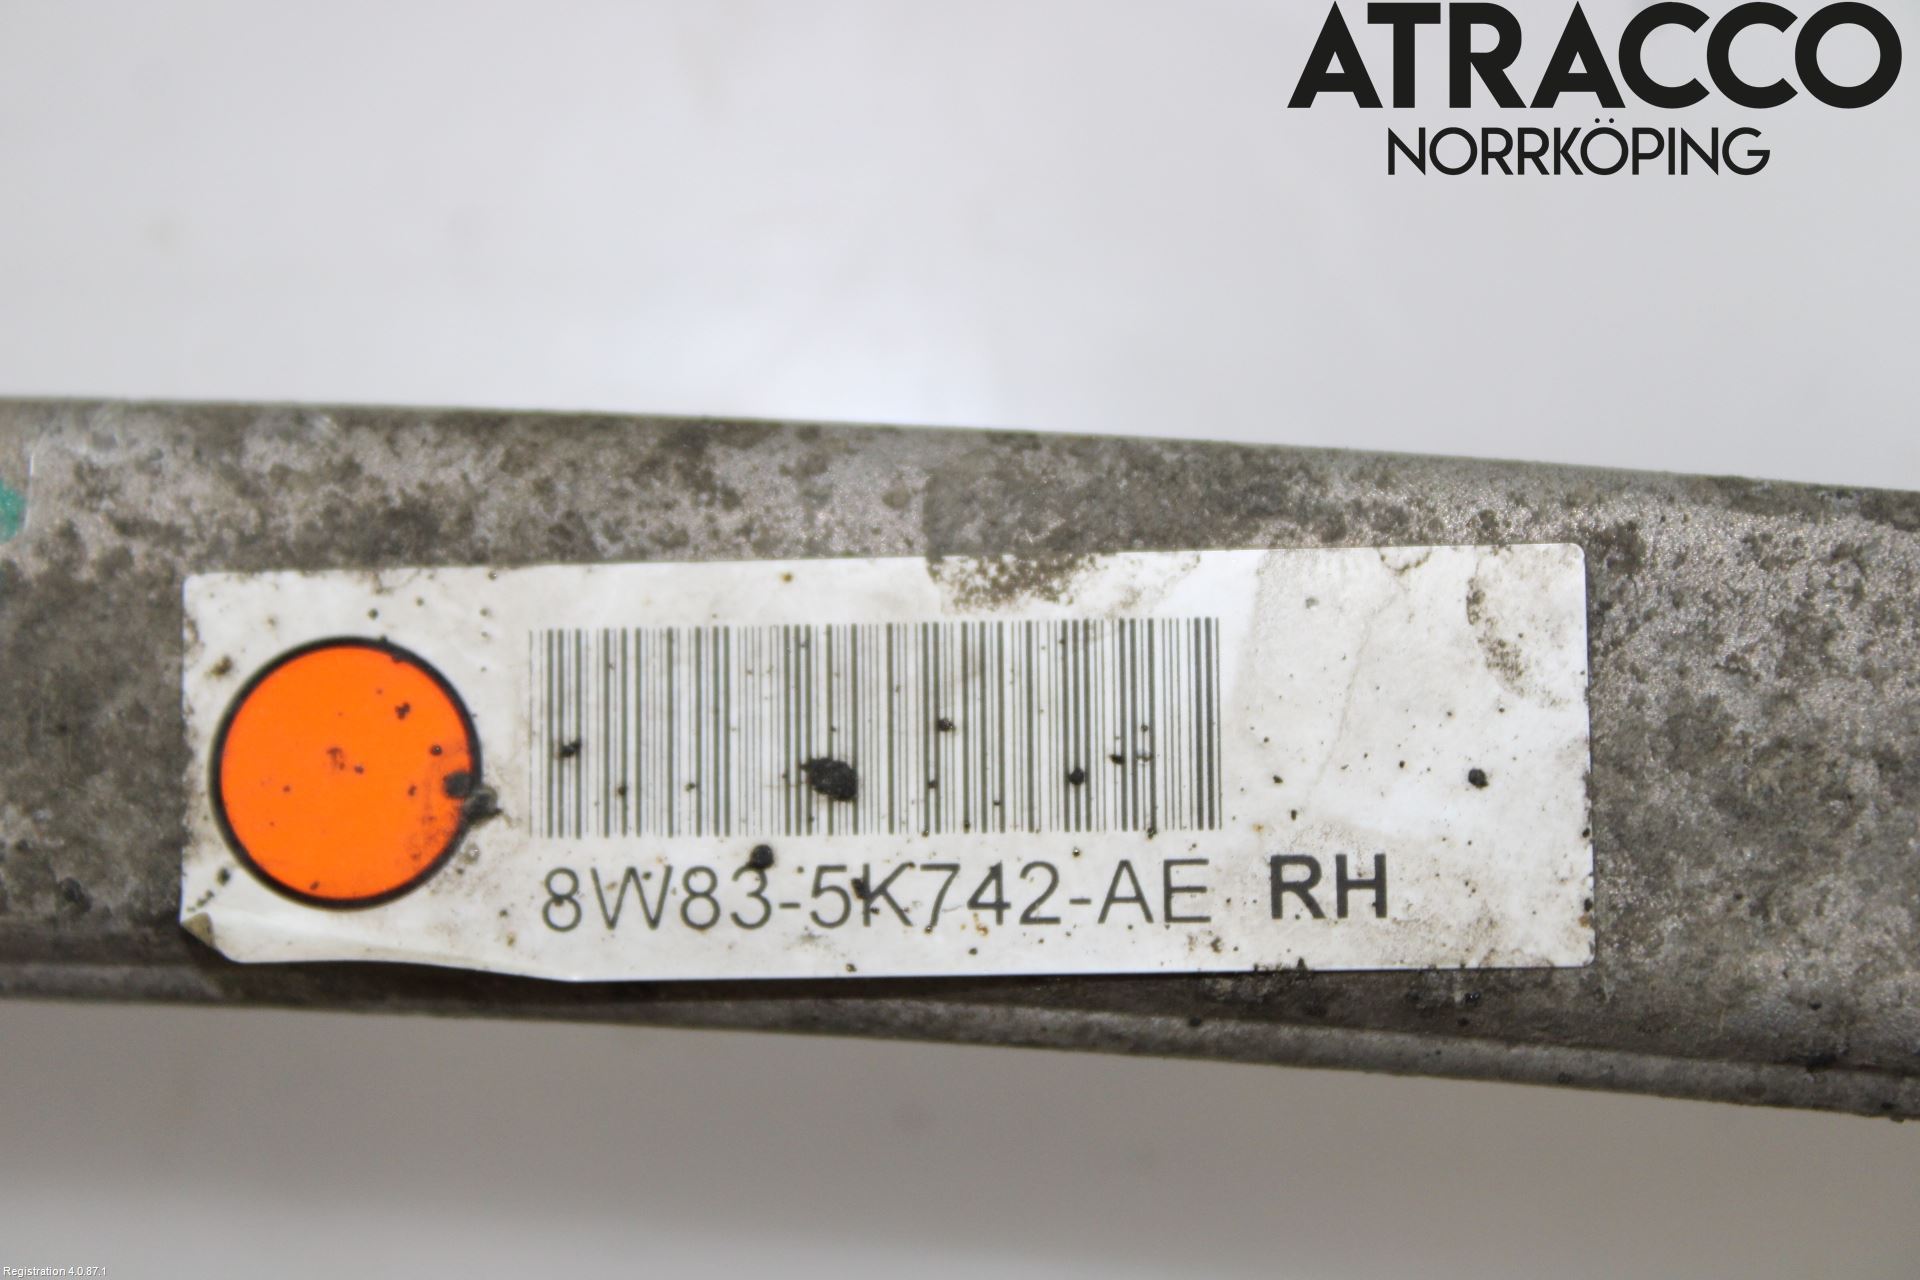 ATRACCO
NORRKÖPING
8W83-5K742-AE RH
Registration 4.0.87.1